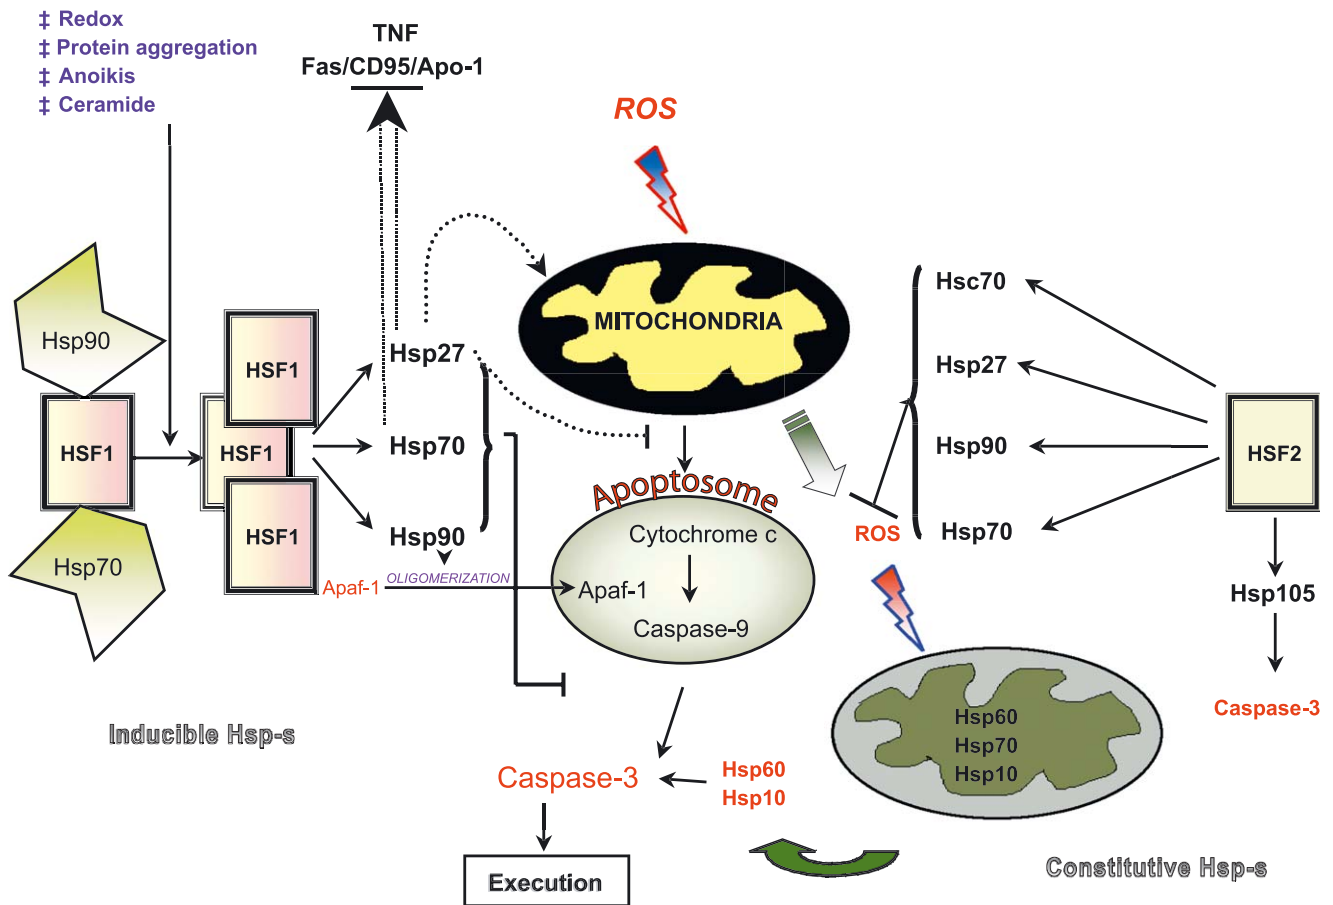 ‡ Redox
‡ Protein aggregation
‡ Anoikis
‡ Ceramide
TNF
Fas/CD95/Apo-1
ROS
Hsp90
HSF1
Hsp70
HSF1
HSF1
HSF1
Hsp27
Hsp70
Hsp90
Apaf-1
OLIGOMERIZATION
MITOCHONDRIA
Apoptosome
Cytochrome c
Apaf-1
Caspase-9
ROS
Hsc70
Hsp27
Hsp90
Hsp70
HSF2
Hsp105
Caspase-3
Hsp60
Hsp70
Hsp10
Inducible Hsp-s
Caspase-3
Hsp60
Hsp10
Execution
Constitutive Hsp-s